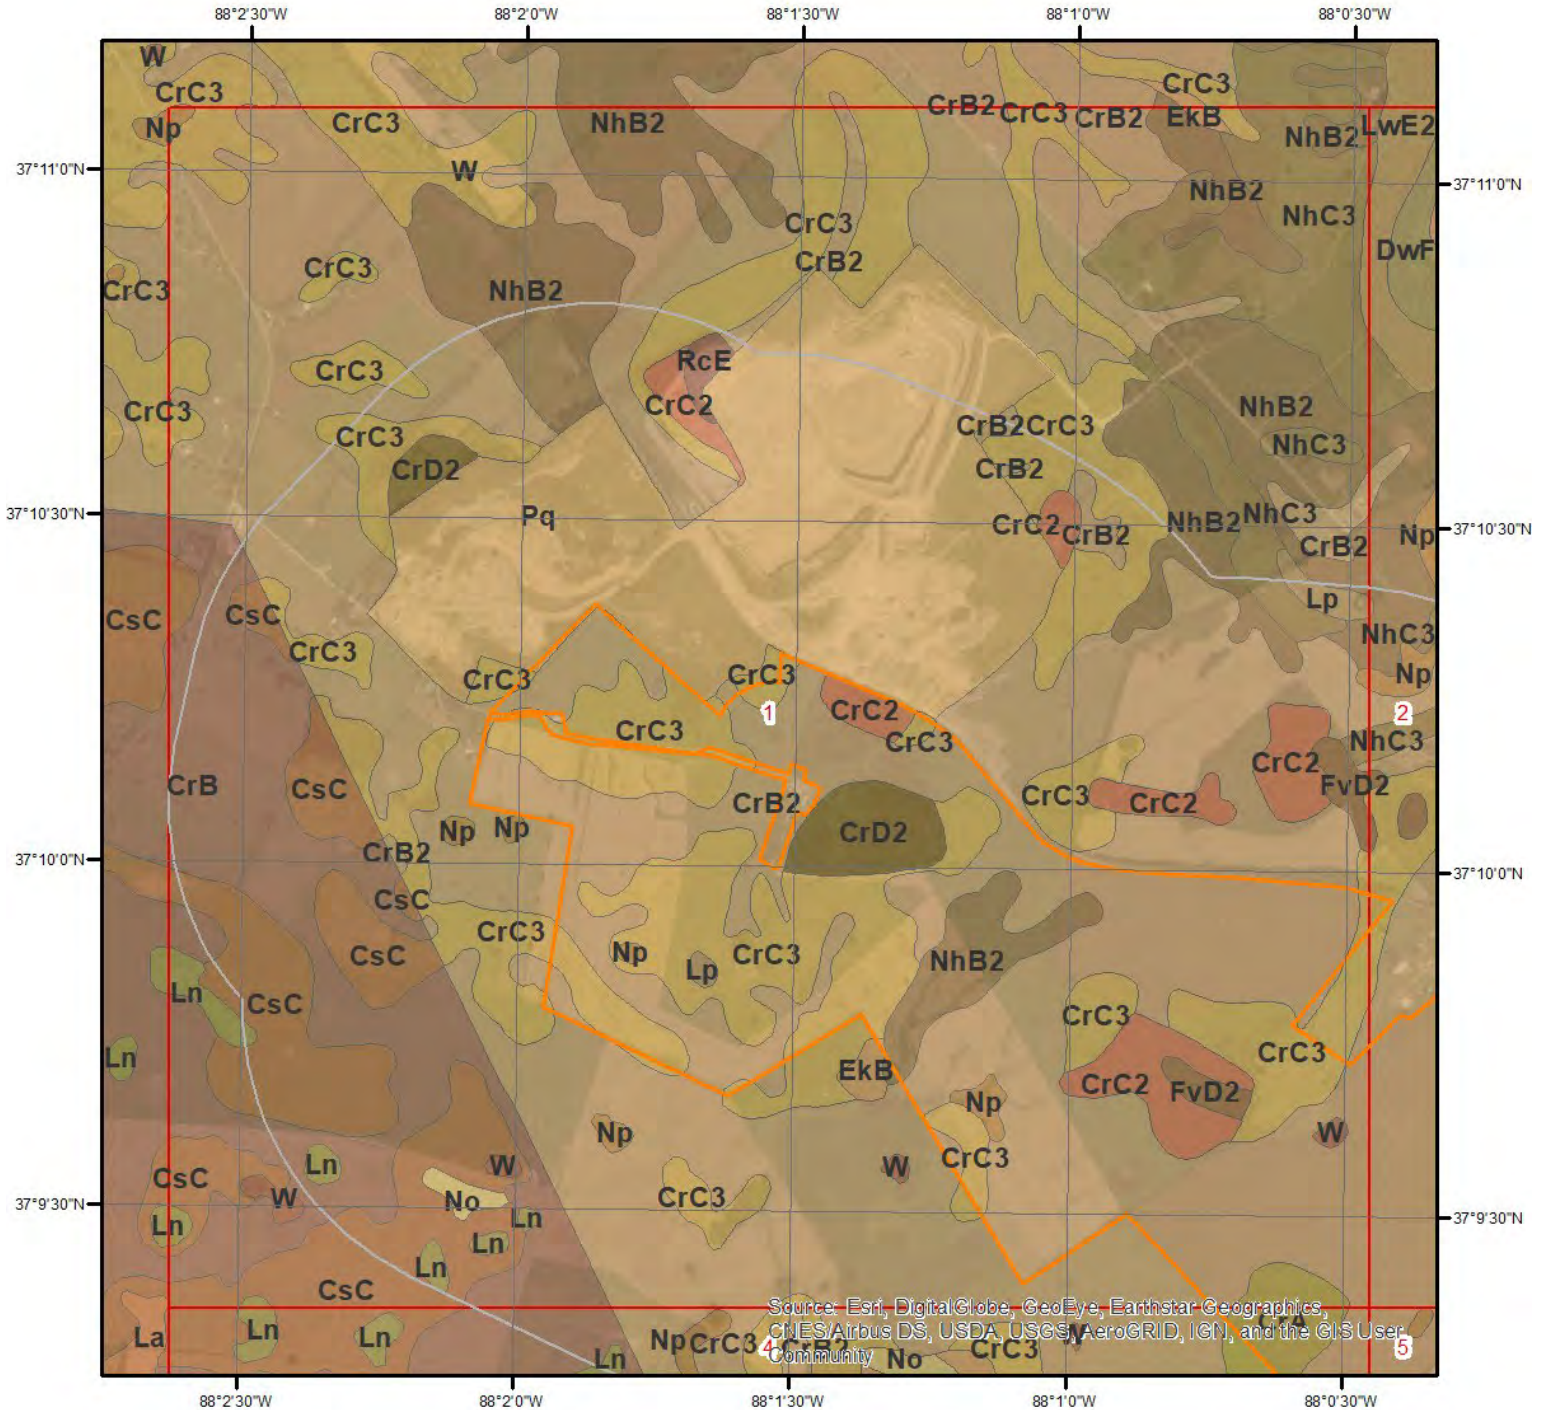 88°2'30"W 88°2'0"W 88°1'30"W 88°1'0"W 88°0'30"W
W
CrC3 CrC3
CrB2 CrC3 CrB2 EkB
Np CrC3 NhB2 NhB2 LwE2
37°11'0"N W 37°11'0"N
NhB2
CrC3 NhC3
CrB2 DwF
CrC3
CrC3 NhB2
RcE
CrC3
CrC3 CrC2 NhB2
CrC3 CrB2 CrC3 NhC3
CrD2 CrB2
37°10'30"N Pq CrC2 CrB2 NhB2 NhC3 Np 37°10'30"N
CrB2
CsC CsC Lp
CrC3 NhC3
CrC3 CrC3 Np
1 CrC2 2
CrC3 CrC3 NhC3
CrB CsC CrB2 CrC3 CrC2 CrC2 FvD2
Np Np CrD2
37°10'0"N CrB2 37°10'0"N
CsC
CrC3
CsC Np Lp CrC3 NhB2
Ln CsC CrC3
Ln EkB CrC3
CrC2 FvD2
Np
Np W
CsC Ln W W CrC3
37°9'30"N W No CrC3 37°9'30"N
Ln Ln
Ln
Ln
CsC
Source: Esri, DigitalGlobe, GeoEye, Earthstar Geographics,
CNES/Airbus DS, USDA, USGS, AeroGRID, IGN, and the GIS User
Community
CrA
La Ln Ln Np CrC3 4 CrB2 CrC3 W 5
Ln No
88°2'30"W 88°2'0"W 88°1'30"W 88°1'0"W 88°0'30"W